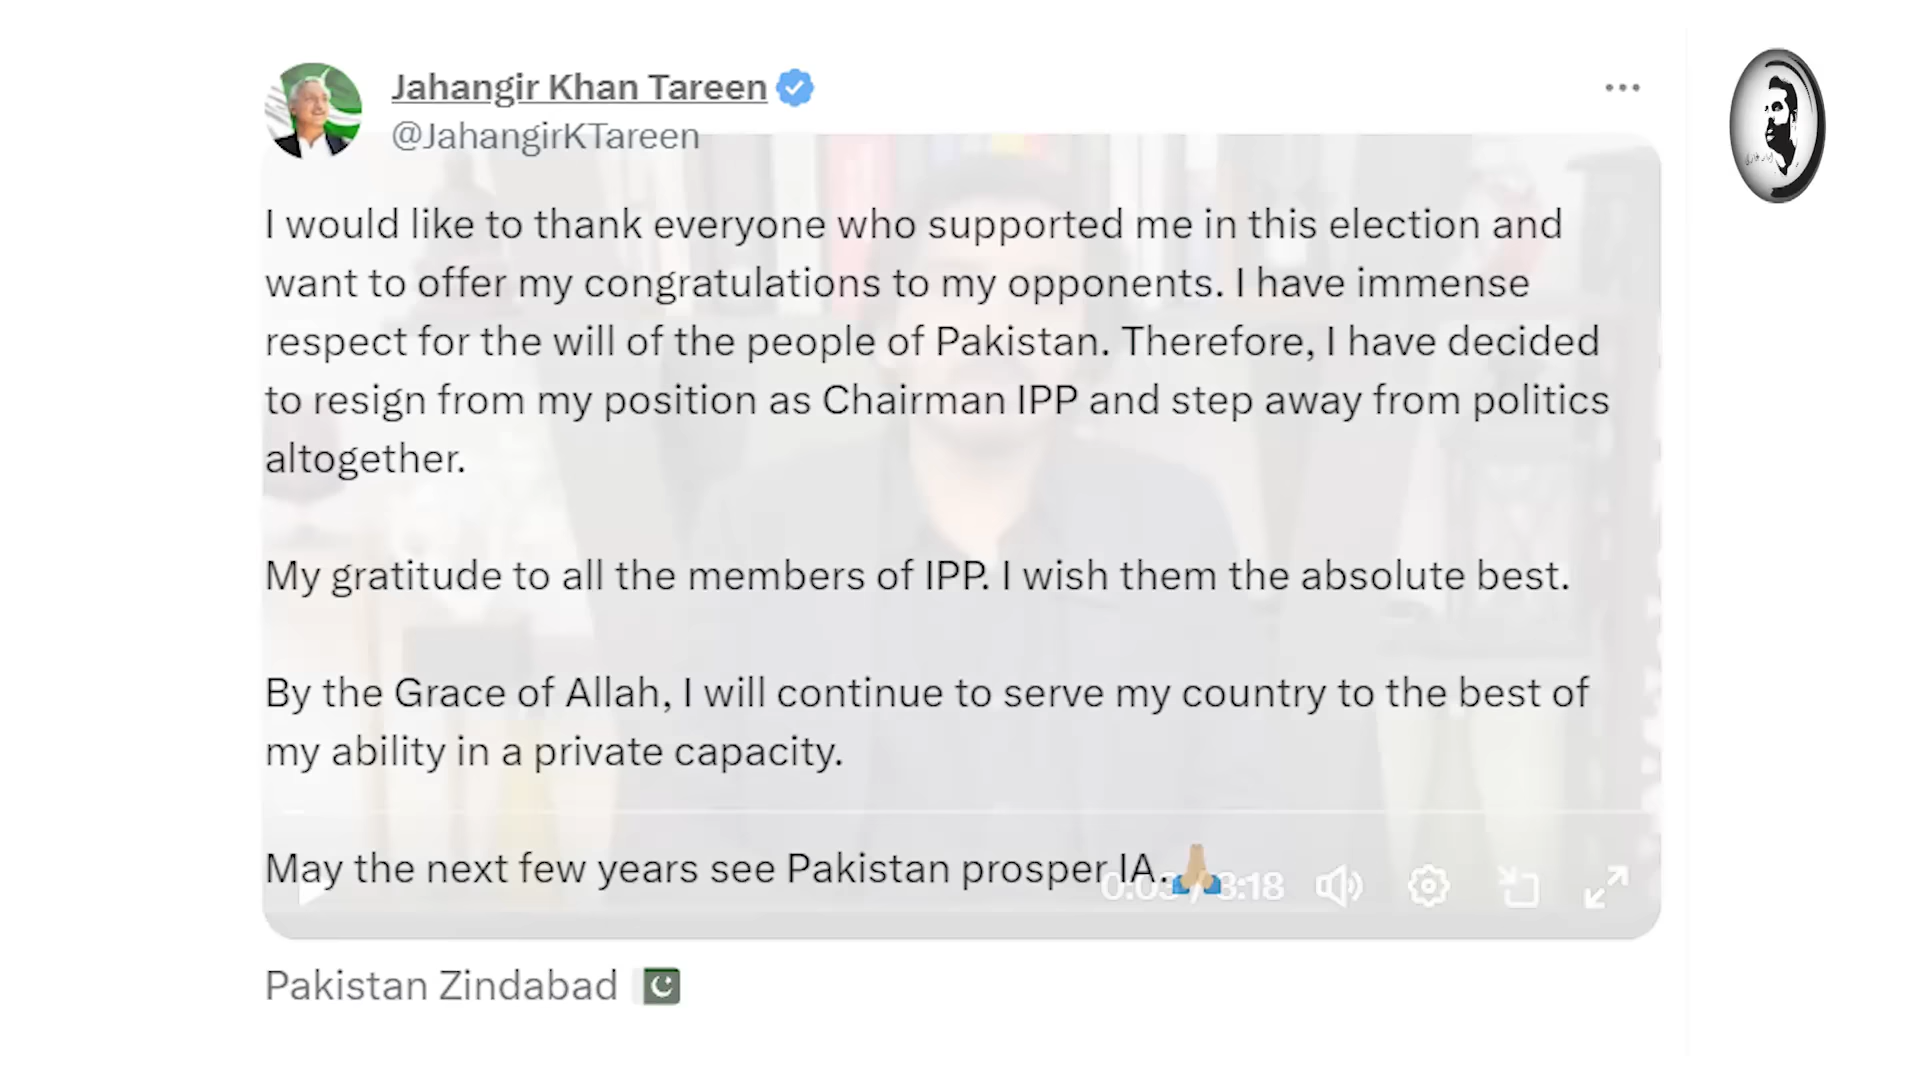 Jahangir Khan Tareen
@JahangirKTareen
I would like to thank everyone who supported me in this election and
want to offer my congratulations to my opponents. I have immense
respect for the will of the people of Pakistan. Therefore, I have decided
to resign from my position as Chairman IPP and step away from politics
altogether.
My gratitude to all the members of IPP. I wish them the absolute best.
By the Grace of Allah, I will continue to serve my country to the best of
my ability in a private capacity.
May the next few years see Pakistan prosper IA.🙏🏽
0:03 / 3:18
Pakistan Zindabad 🇵🇰